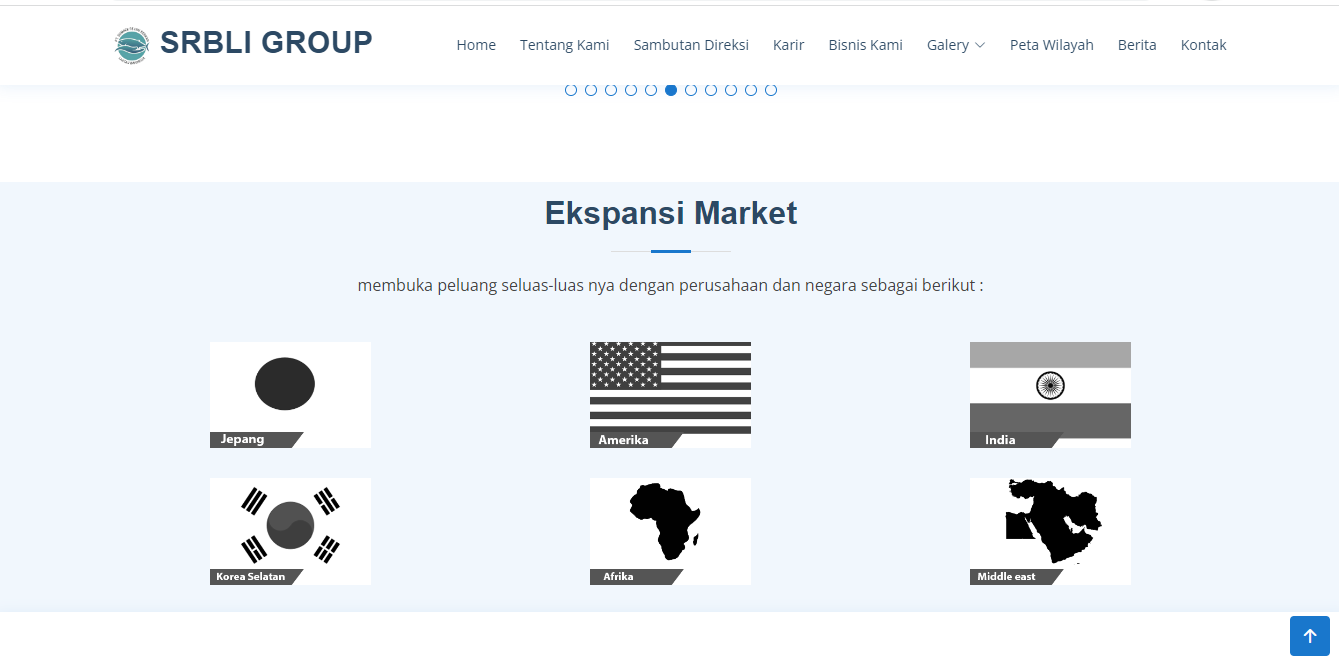 SRBLI GROUP
Home Tentang Kami Sambutan Direksi Karir Bisnis Kami Galery Peta Wilayah Berita Kontak
Ekspansi Market
membuka peluang seluas-luas nya dengan perusahaan dan negara sebagai berikut :
Jepang Amerika India
Korea Selatan Afrika Middle east